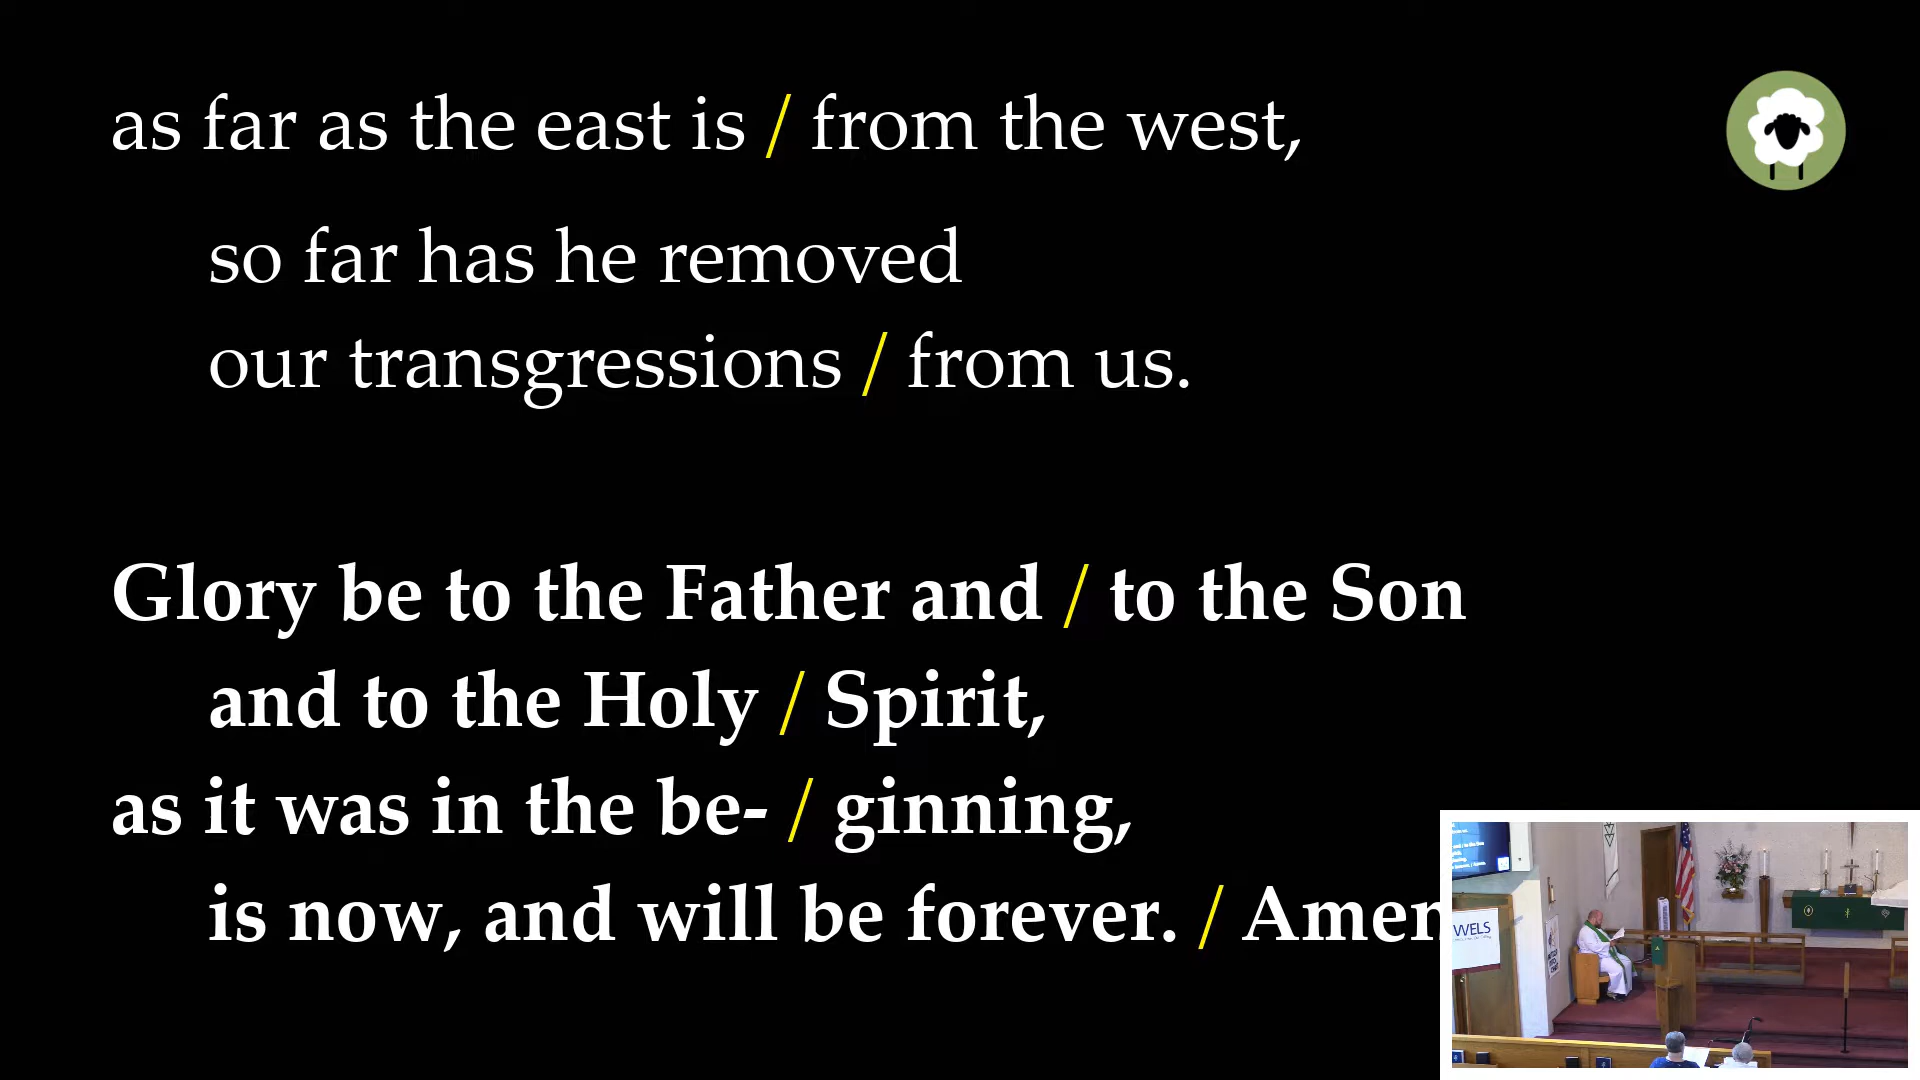 as far as the east is / from the west,
so far has he removed
our transgressions / from us.
Glory be to the Father and / to the Son
and to the Holy / Spirit,
as it was in the be- / ginning,
is now, and will be forever. / Amen
WELS